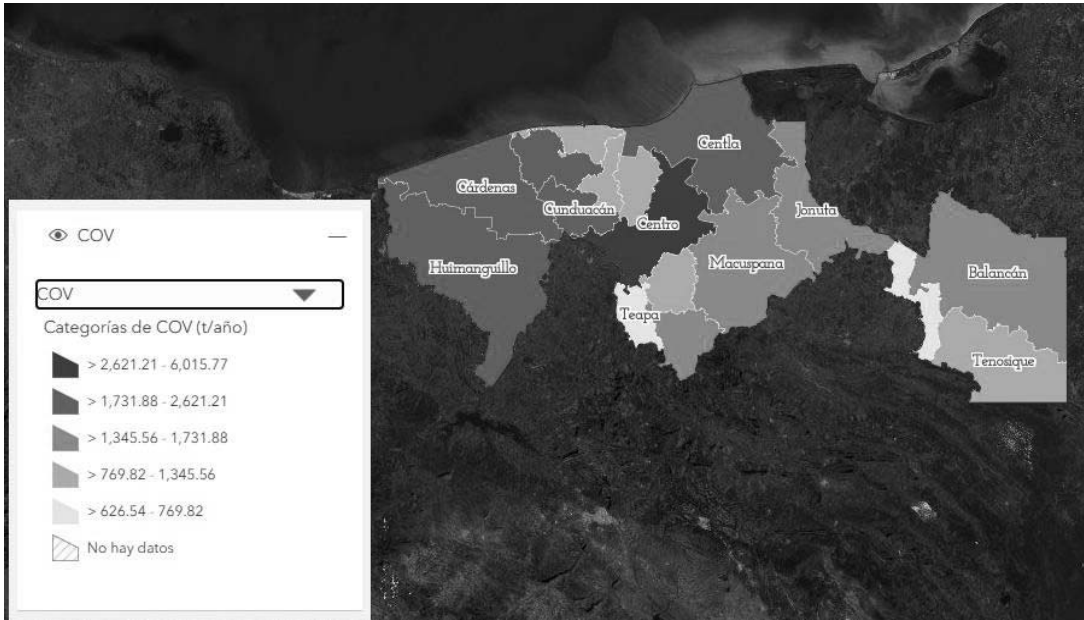 COV
COV
Categorías de COV (t/año)
> 2,621.21 - 6,015.77
> 1,731.88 - 2,621.21
> 1,345.56 - 1,731.88
> 769.82 - 1,345.56
> 626.54 - 769.82
No hay datos
Centla
Cárdenas
Cunduacán
Centro
Jonuta
Huimanguillo
Macuspana
Balancán
Teapa
Tenosique